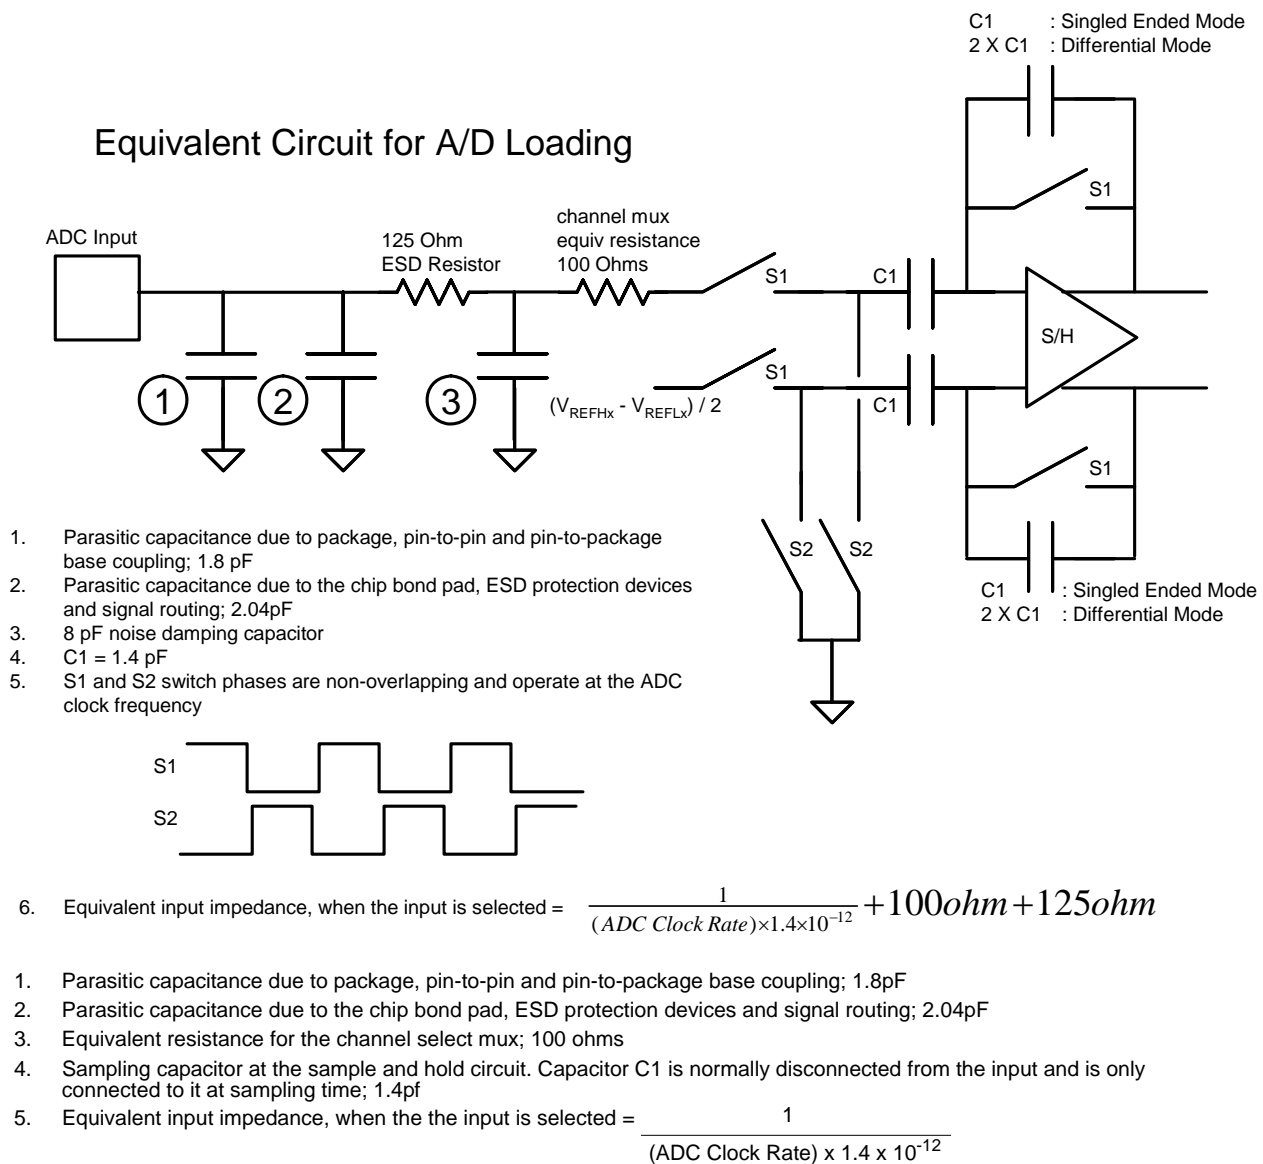 C1 : Singled Ended Mode
2 X C1 : Differential Mode
Equivalent Circuit for A/D Loading
S1
channel mux
equiv resistance
100 Ohms
ADC Input
125 Ohm
ESD Resistor
S1
C1
S/H
1
2
3
S1
(VREFHx - VREFLx) / 2
C1
S1
S2
S2
C1 : Singled Ended Mode
2 X C1 : Differential Mode
1. Parasitic capacitance due to package, pin-to-pin and pin-to-package
base coupling; 1.8 pF
2. Parasitic capacitance due to the chip bond pad, ESD protection devices
and signal routing; 2.04pF
3. 8 pF noise damping capacitor
4. C1 = 1.4 pF
5. S1 and S2 switch phases are non-overlapping and operate at the ADC
clock frequency
S1
S2
6. Equivalent input impedance, when the input is selected =
1
(ADC Clock Rate)×1.4×10-12
+100ohm+125ohm
1. Parasitic capacitance due to package, pin-to-pin and pin-to-package base coupling; 1.8pF
2. Parasitic capacitance due to the chip bond pad, ESD protection devices and signal routing; 2.04pF
3. Equivalent resistance for the channel select mux; 100 ohms
4. Sampling capacitor at the sample and hold circuit. Capacitor C1 is normally disconnected from the input and is only
connected to it at sampling time; 1.4pf
5. Equivalent input impedance, when the the input is selected =
1
(ADC Clock Rate) x 1.4 x 10-12